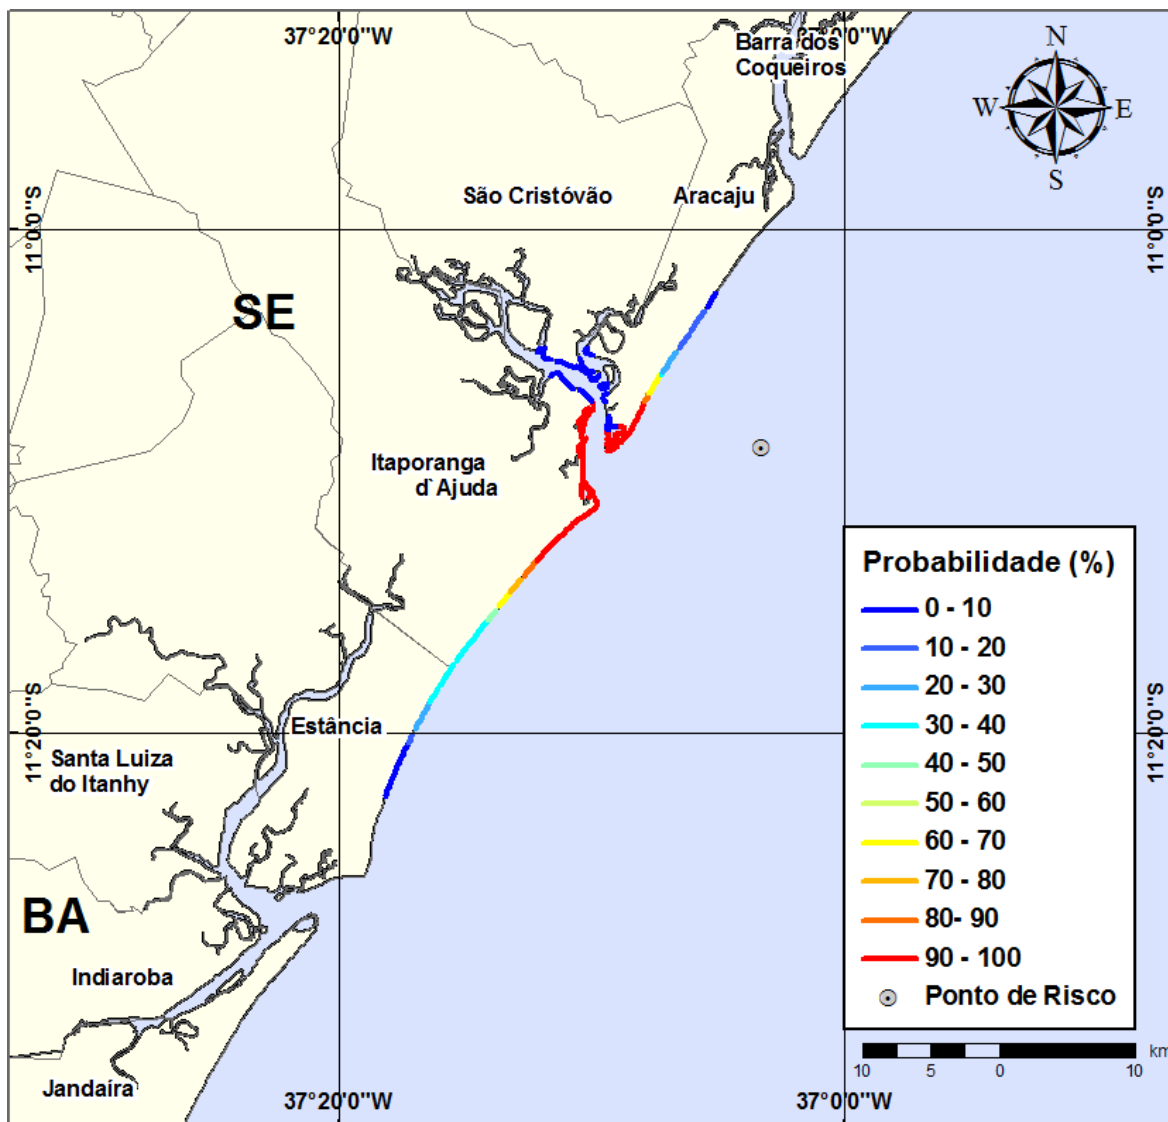 37°20'0"W
37°0'0"W
Barra dos
Coqueiros
N
W
E
S
São Cristóvão
Aracaju
11°0'0"S
11°0'0"S
SE
Itaporanga
d`Ajuda
Probabilidade (%)
0 - 10
10 - 20
20 - 30
30 - 40
40 - 50
50 - 60
60 - 70
70 - 80
80- 90
90 - 100
Ponto de Risco
Estância
11°20'0"S
11°20'0"S
Santa Luiza
do Itanhy
BA
Indiaroba
Jandaíra
10
5
0
10
km
37°20'0"W
37°0'0"W